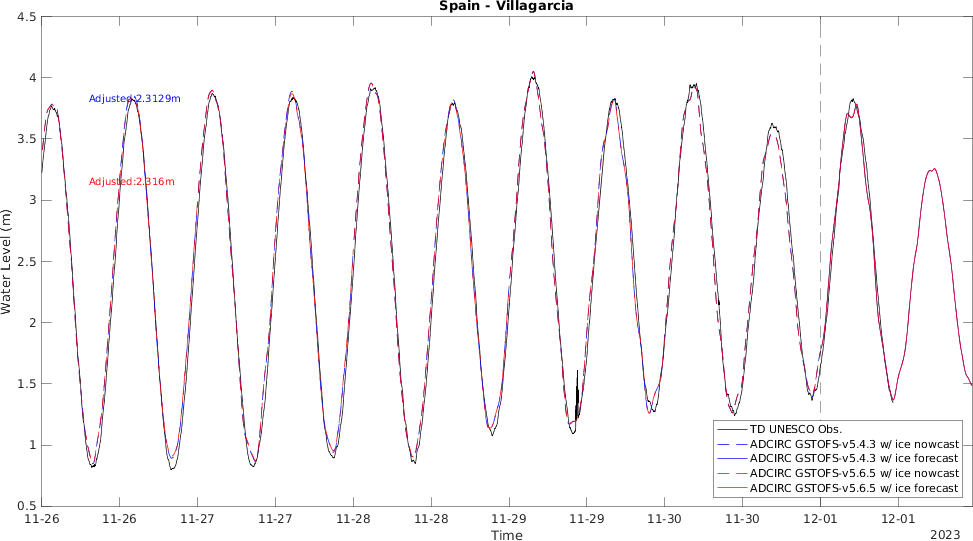 Spain - Villagarcia
4.5
4
3.5
3
2.5
2
1.5
1
0.5
Water Level (m)
Adjusted:2.3129m
Adjusted:2.316m
TD UNESCO Obs.
ADCIRC GSTOFS-v5.4.3 w/ ice nowcast
ADCIRC GSTOFS-v5.4.3 w/ ice forecast
ADCIRC GSTOFS-v5.6.5 w/ ice nowcast
ADCIRC GSTOFS-v5.6.5 w/ ice forecast
11-26 11-26 11-27 11-27 11-28 11-28 11-29 11-29 11-30 11-30 12-01 12-01
Time
2023